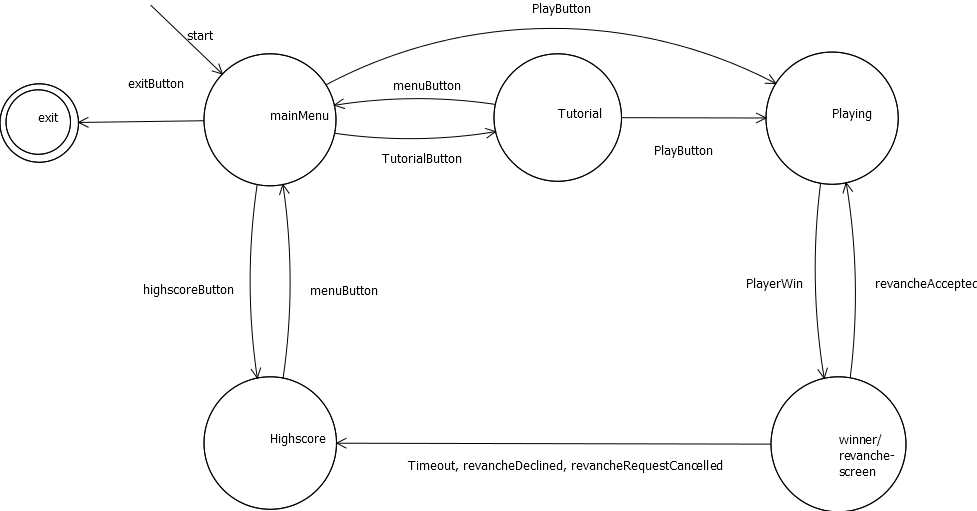 PlayButton
start
exitButton
menuButton
exit
mainMenu
Tutorial
Playing
TutorialButton
PlayButton
highscoreButton
menuButton
PlayerWin
revancheAccepted
Highscore
winner/
revanche-
screen
Timeout, revancheDeclined, revancheRequestCancelled